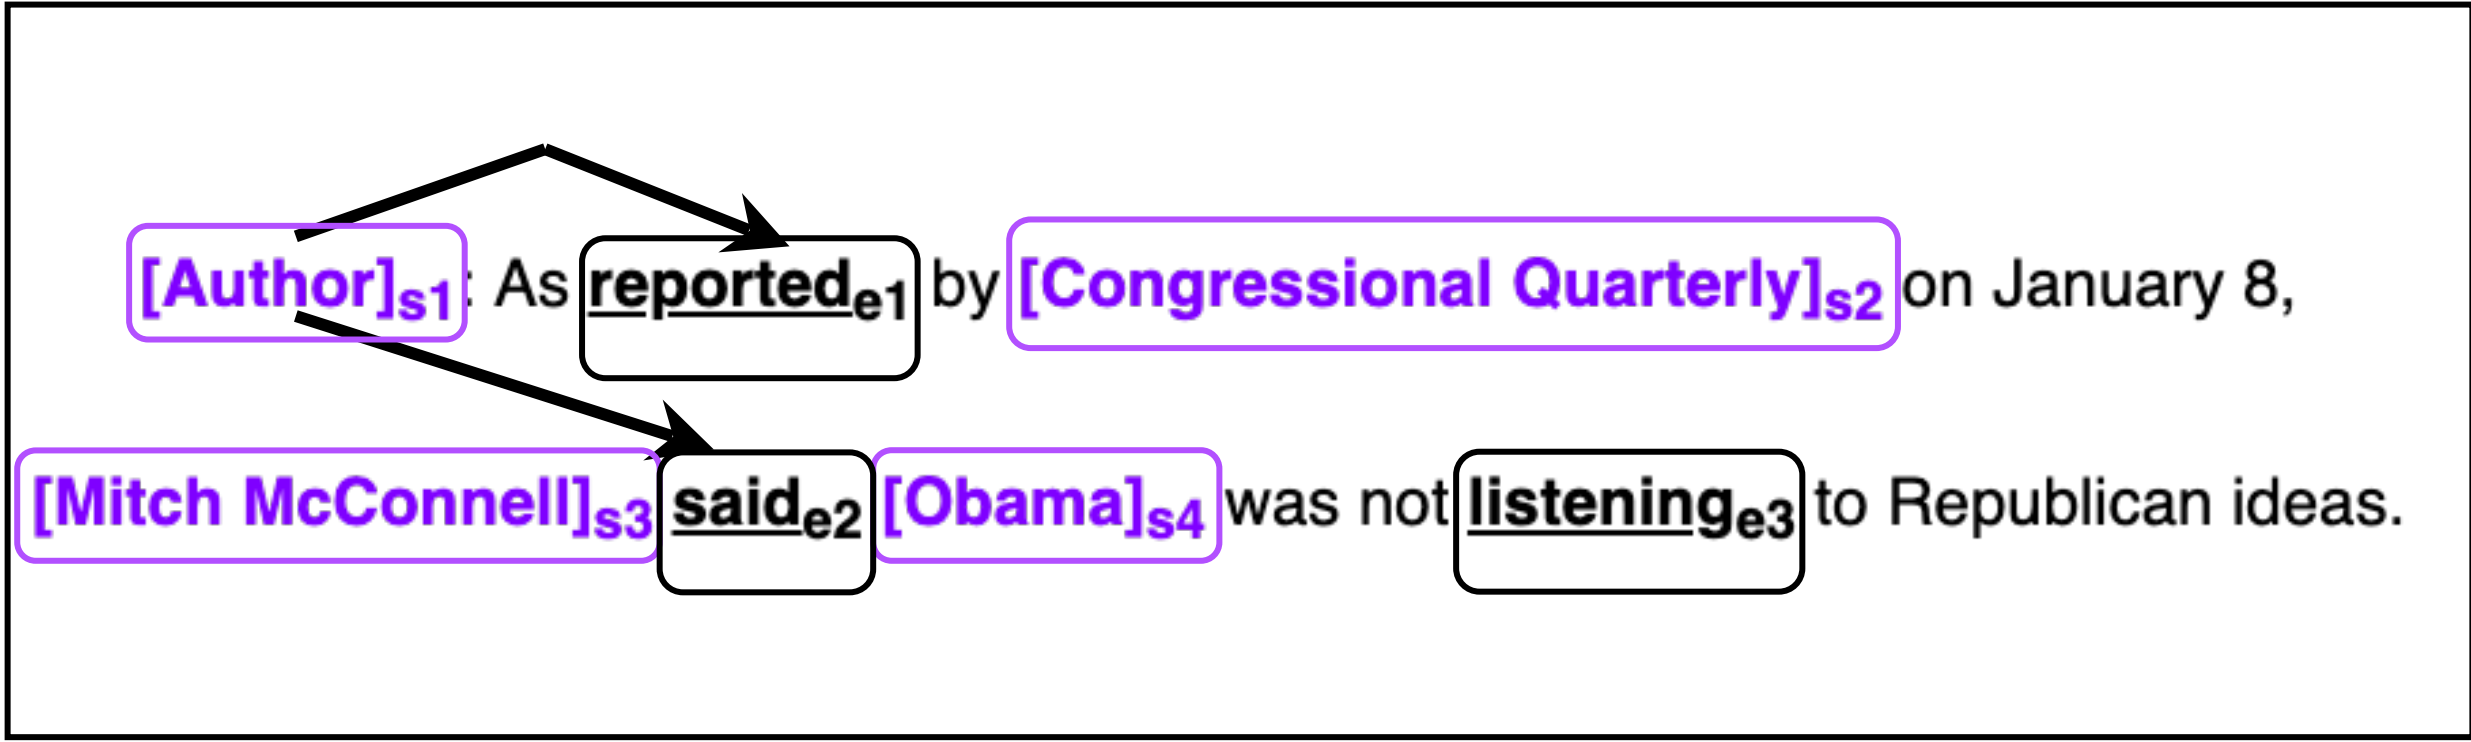 [Author]s1: As reportede1 by [Congressional Quarterly]s2 on January 8,
[Mitch McConnell]s3 saide2 [Obama]s4 was not listeninge3 to Republican ideas.